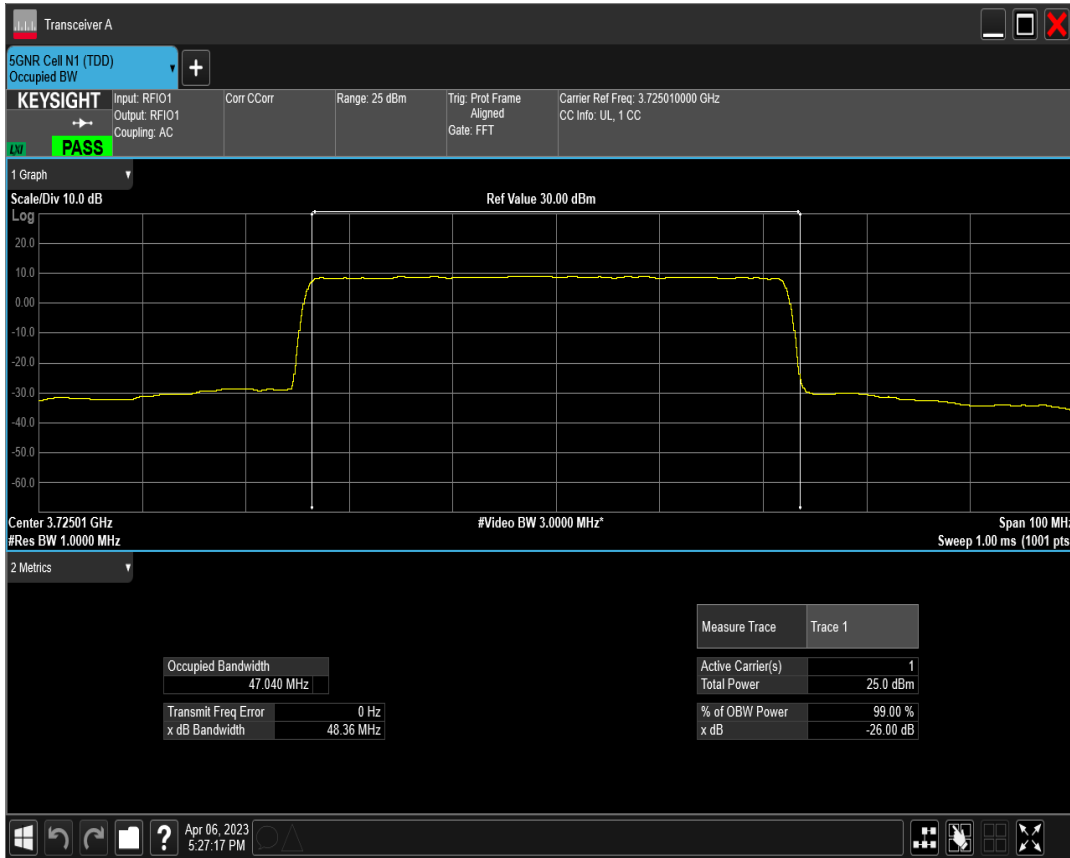 Transceiver A
5GNR Cell N1 (TDD)
Occupied BW
KEYSIGHT
LXI
PASS
Input: RFIO1
Output: RFIO1
Coupling: AC
Corr CCorr
Range: 25 dBm
Trig: Prot Frame
Aligned
Gate: FFT
Carrier Ref Freq: 3.725010000 GHz
CC Info: UL, 1 CC
1 Graph
Scale/Div 10.0 dB
Ref Value 30.00 dBm
Log
20.0
10.0
0.00
-10.0
-20.0
-30.0
-40.0
-50.0
-60.0
Center 3.72501 GHz
#Video BW 3.0000 MHz*
Span 100 MHz
#Res BW 1.0000 MHz
Sweep 1.00 ms (1001 pts
2 Metrics
Measure Trace Trace 1
Occupied Bandwidth
47.040 MHz
Active Carrier(s) 1
Total Power 25.0 dBm
Transmit Freq Error 0 Hz
x dB Bandwidth 48.36 MHz
% of OBW Power 99.00 %
x dB -26.00 dB
?
Apr 06, 2023
5:27:17 PM